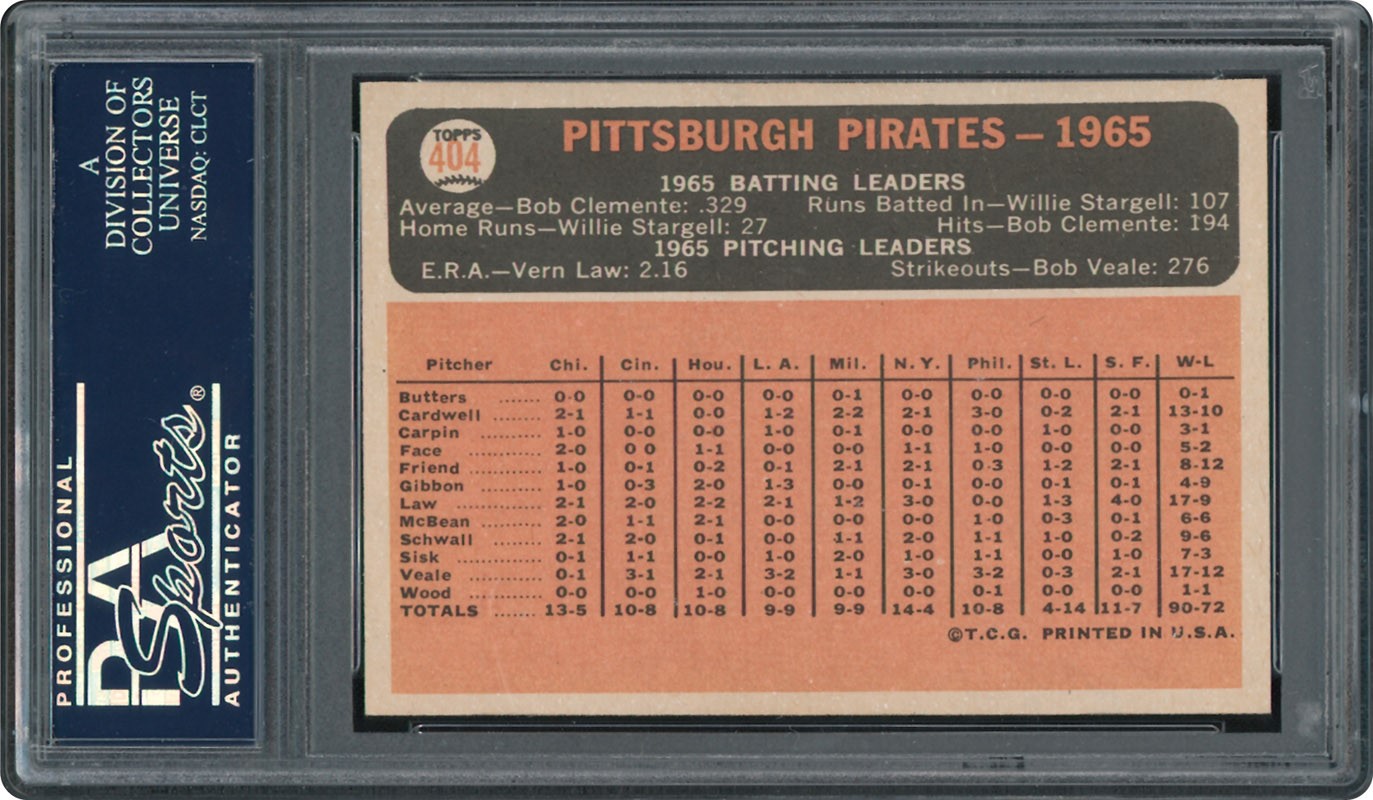 A
DIVISION OF
COLLECTORS
UNIVERSE
NASDAQ: CLCT
PROFESSIONAL
PSA
Sports®
AUTHENTICATOR
TOPPS
404
PITTSBURGH PIRATES — 1965
1965 BATTING LEADERS
Average—Bob Clemente: .329 Runs Batted In—Willie Stargell: 107
Home Runs—Willie Stargell: 27 Hits—Bob Clemente: 194
1965 PITCHING LEADERS
E.R.A.—Vern Law: 2.16 Strikeouts—Bob Veale: 276
Pitcher Chi. Cin. Hou. L. A. Mil. N. Y. Phil. St. L. S. F. W-L
Butters ....... 0-0 0-0 0-0 0-0 0-1 0-0 0-0 0-0 0-0 0-1
Cardwell ....... 2-1 1-1 0-0 1-2 2-2 2-1 3-0 0-2 2-1 13-10
Carpin .......... 1-0 0-0 0-0 1-0 0-1 0-0 0-0 1-0 0-0 3-1
Face ............ 2-0 0 0 1-1 0-0 0-0 1-1 1-0 0-0 0-0 5-2
Friend .......... 1-0 0-1 0-2 0-1 2-1 2-1 0-3 1-2 2-1 8-12
Gibbon .......... 1-0 0-3 2-0 1-3 0-0 0-0 0-0 0-1 0-1 4-9
Law ............ 2-1 2-0 2-2 2-1 1-2 3-0 0-0 1-3 4-0 17-9
McBean ......... 2-0 1-1 2-1 0-0 0-0 0-0 1-0 0-3 0-1 6-6
Schwall ......... 2-1 2-0 0-1 0-0 1-1 2-0 1-1 1-0 0-2 9-6
Sisk ............ 0-1 1-1 0-0 1-0 2-0 1-0 1-1 0-0 1-0 7-3
Veale ........... 0-1 3-1 2-1 3-2 1-1 3-0 3-2 0-3 2-1 17-12
Wood ........... 0-0 0-0 1-0 0-0 0-0 0-0 0-1 0-0 0-0 1-1
TOTALS ...... 13-5 10-8 10-8 9-9 9-9 14-4 10-8 4-14 11-7 90-72
©T.C.G. PRINTED IN U.S.A.